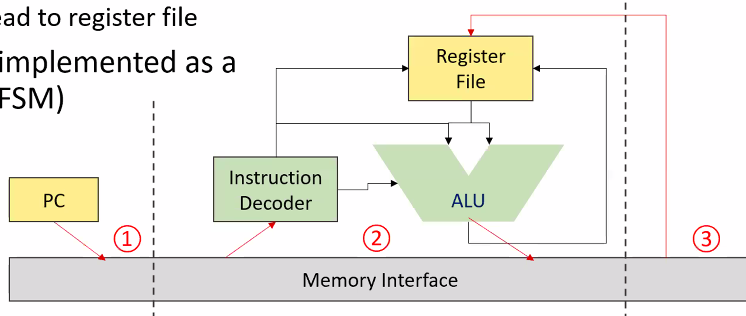 ead to register file
implemented as a
FSM)
Register
File
Instruction
Decoder
PC
ALU
1
2
3
Memory Interface